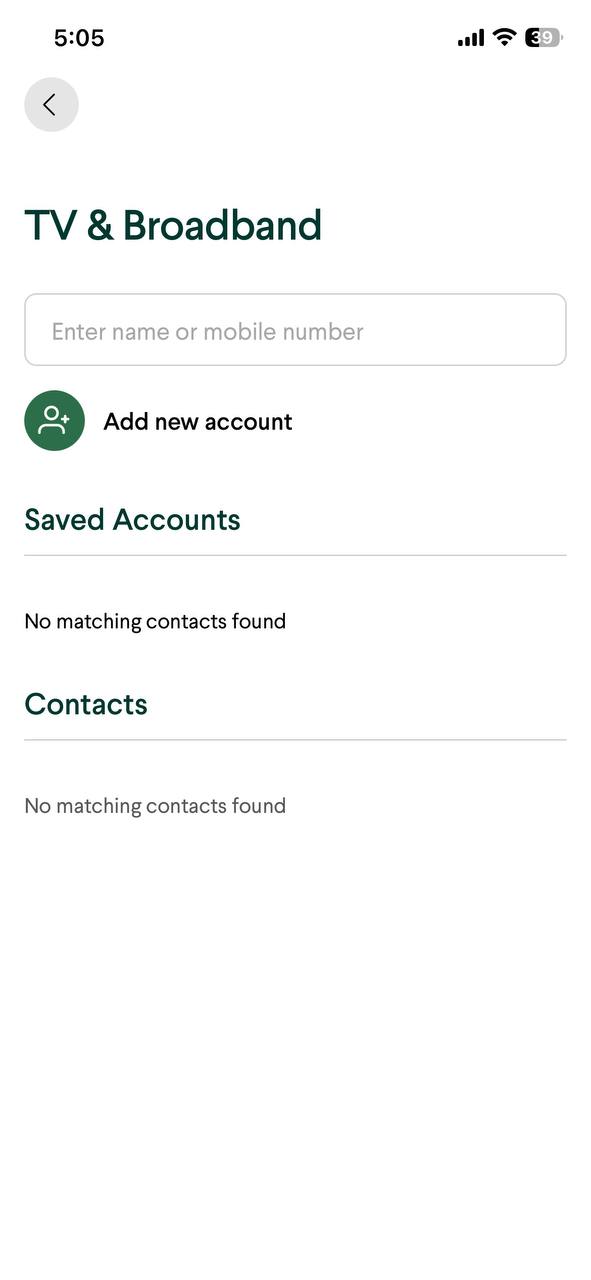 5:05
39
TV & Broadband
Enter name or mobile number
Add new account
Saved Accounts
No matching contacts found
Contacts
No matching contacts found